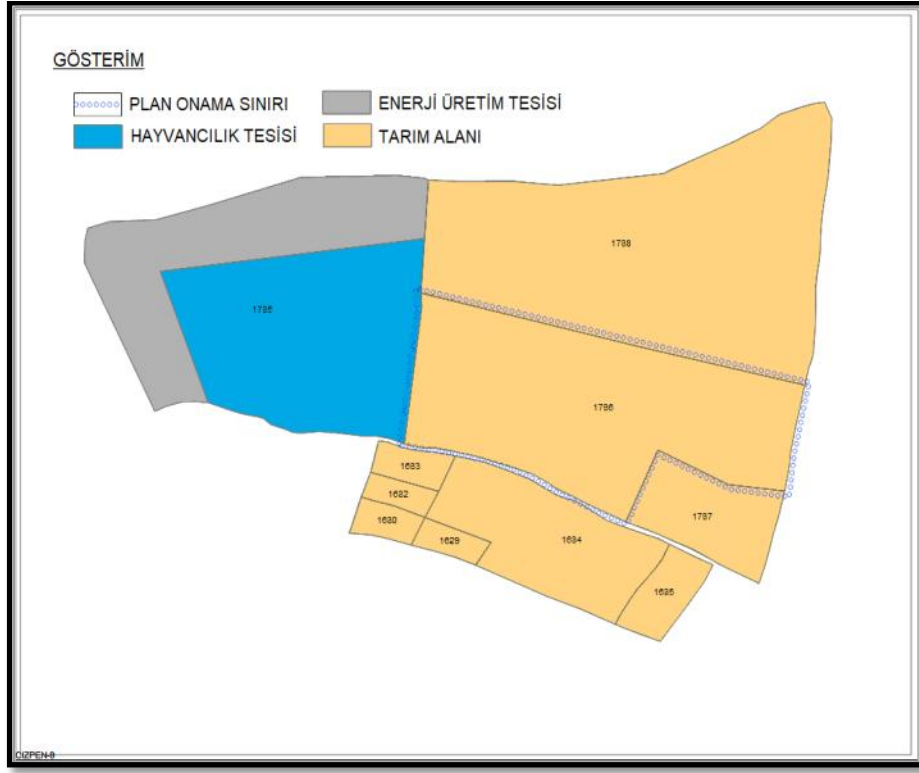 GÖSTERİM
PLAN ONAMA SINIRI
ENERJİ ÜRETİM TESİSİ
HAYVANCILIK TESİSİ
TARIM ALANI
1788
1785
1786
1683
1682
1680
1629
1684
1787
1685
CIZPEN-B